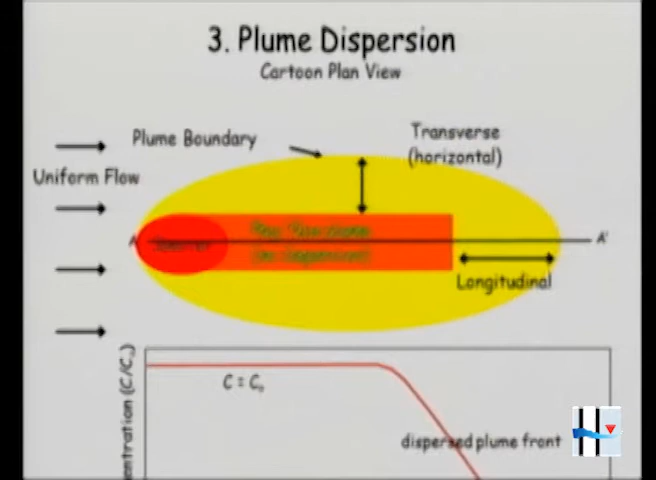 3. Plume Dispersion
Cartoon Plan View
Plume Boundary
Transverse
(horizontal)
Uniform Flow
A
A'
Longitudinal
C = C₀
dispersed plume front